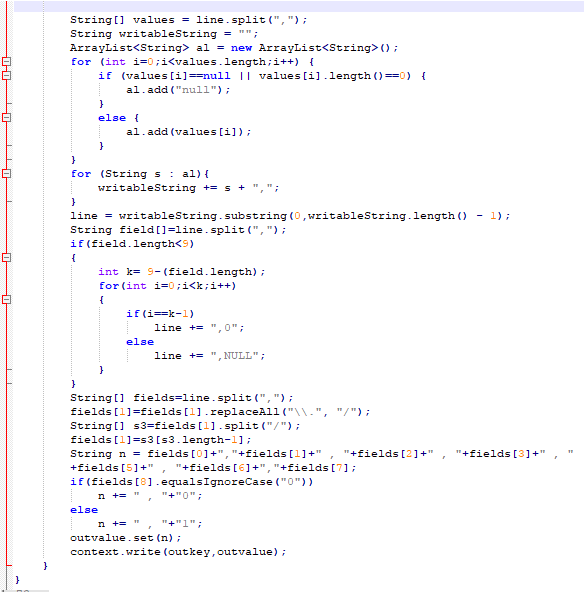 String[] values = line.split(",");
String writableString = "";
ArrayList<String> al = new ArrayList<String>();
for (int i=0;i<values.length;i++) {
if (values[i]==null || values[i].length()==0) {
al.add("null");
}
else {
al.add(values[i]);
}
}
for (String s : al){
writableString += s + ",";
}
line = writableString.substring(0,writableString.length() - 1);
String field[]=line.split(",");
if(field.length<9)
{
int k= 9-(field.length);
for(int i=0;i<k;i++)
{
if(i==k-1)
line += ",0";
else
line += ",NULL";
}
}
String[] fields=line.split(",");
fields[1]=fields[1].replaceAll("\\.", "/");
String[] s3=fields[1].split("/");
fields[1]=s3[s3.length-1];
String n = fields[0]+","+fields[1]+" , "+fields[2]+" , "+fields[3]+" , "
+fields[5]+" , "+fields[6]+","+fields[7];
if(fields[8].equalsIgnoreCase("0"))
n += " , "+"0";
else
n += " , "+"1";
outvalue.set(n);
context.write(outkey,outvalue);
}
}